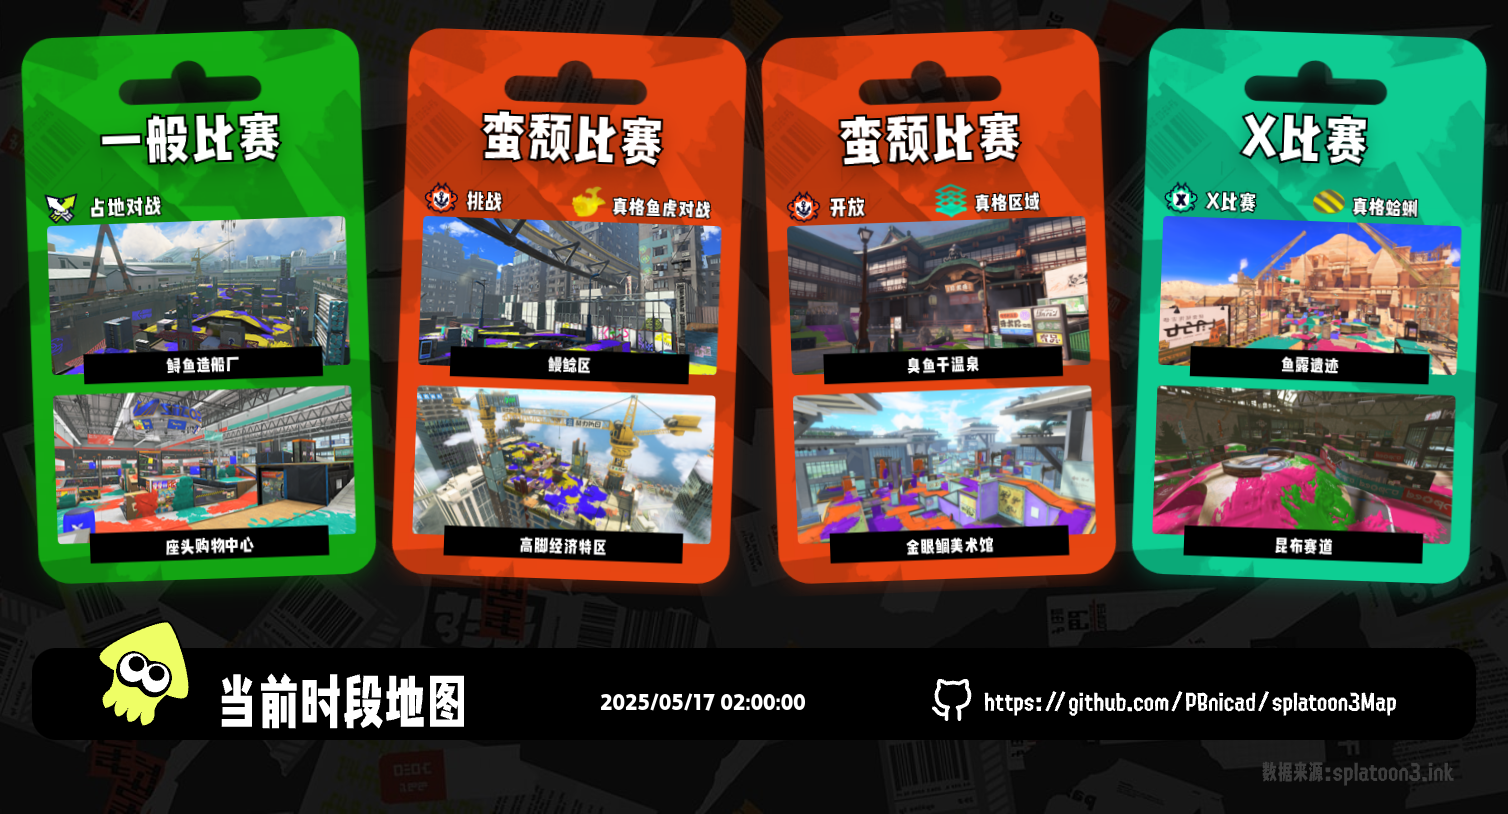 一般比赛
占地对战
鲟鱼造船厂
座头购物中心
蛮颓比赛
挑战
真格鱼虎对战
鳗鲶区
高脚经济特区
蛮颓比赛
开放
真格区域
臭鱼干温泉
金眼鲷美术馆
X比赛
X比赛
真格蛤蜊
鱼露遗迹
昆布赛道
当前时段地图
2025/05/17 02:00:00
https://github.com/PBnicad/splatoon3Map
数据来源:splatoon3.ink